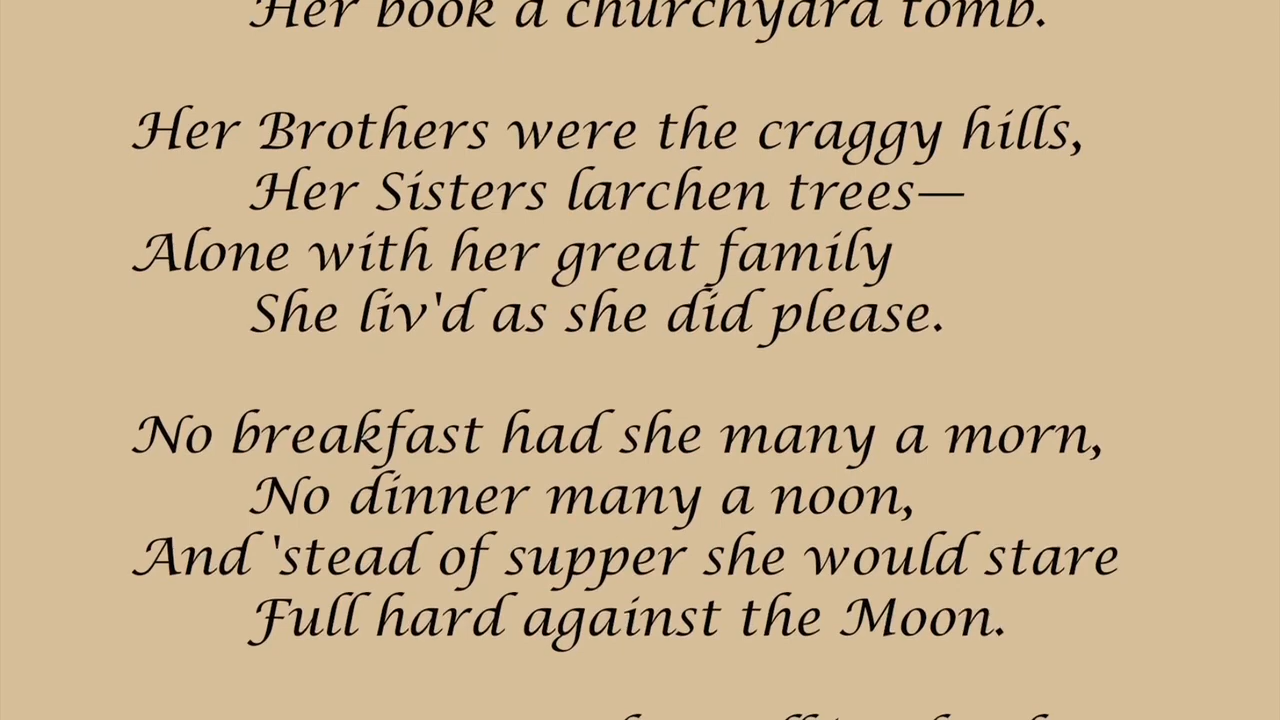 Her book a churchyard tomb.
Her Brothers were the craggy hills,
Her Sisters larchen trees—
Alone with her great family
She liv'd as she did please.
No breakfast had she many a morn,
No dinner many a noon,
And 'stead of supper she would stare
Full hard against the Moon.